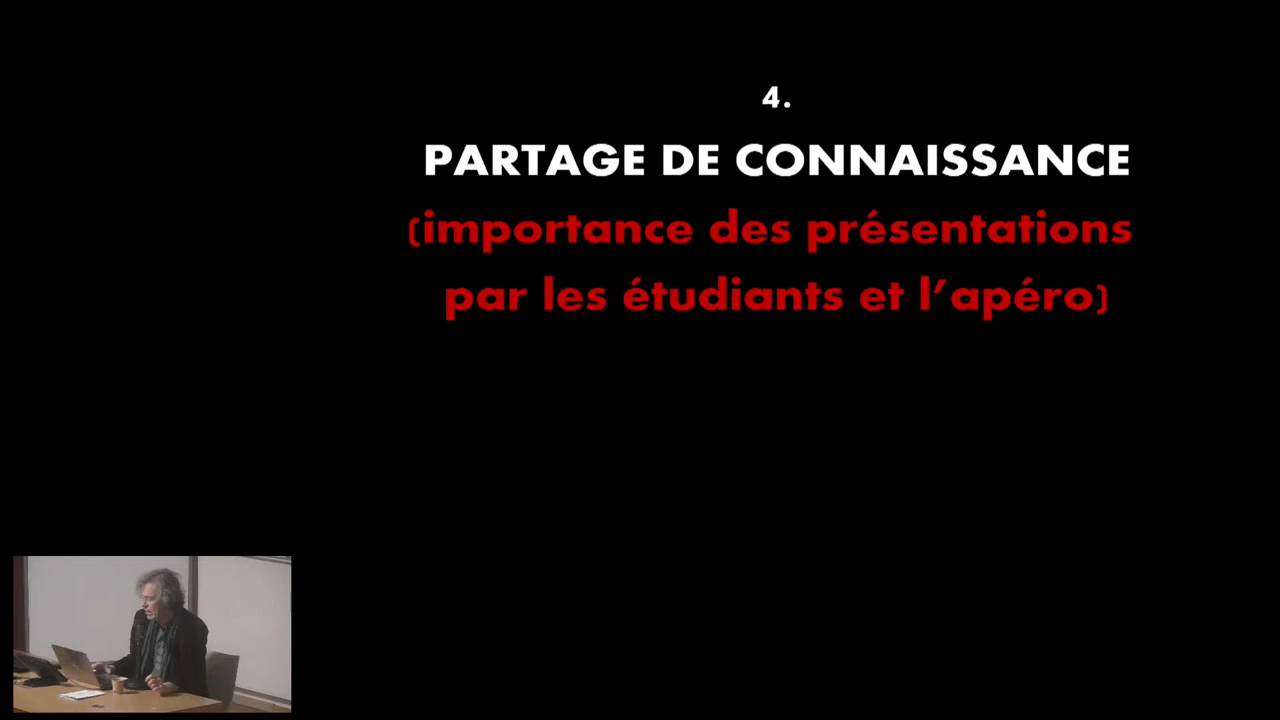 4.
PARTAGE DE CONNAISSANCE
(importance des présentations
par les étudiants et l’apéro)